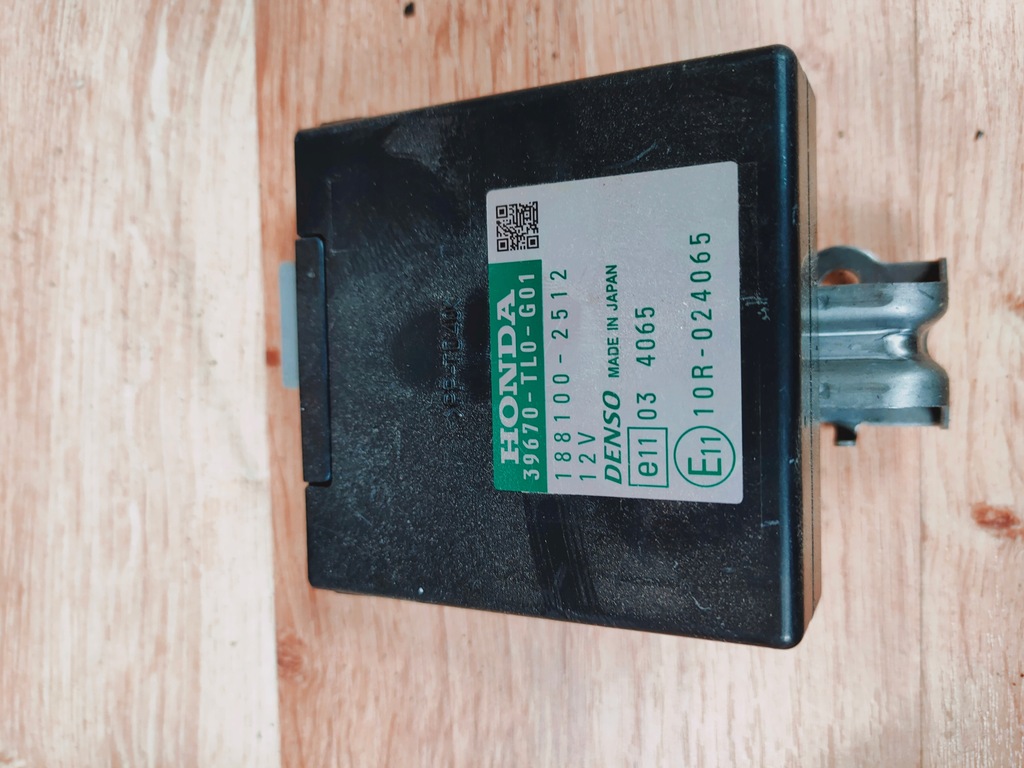 HONDA
39670-TL0-G01
188100-2512
12V
DENSO MADE IN JAPAN
e11 03 4065
E11 10R-024065